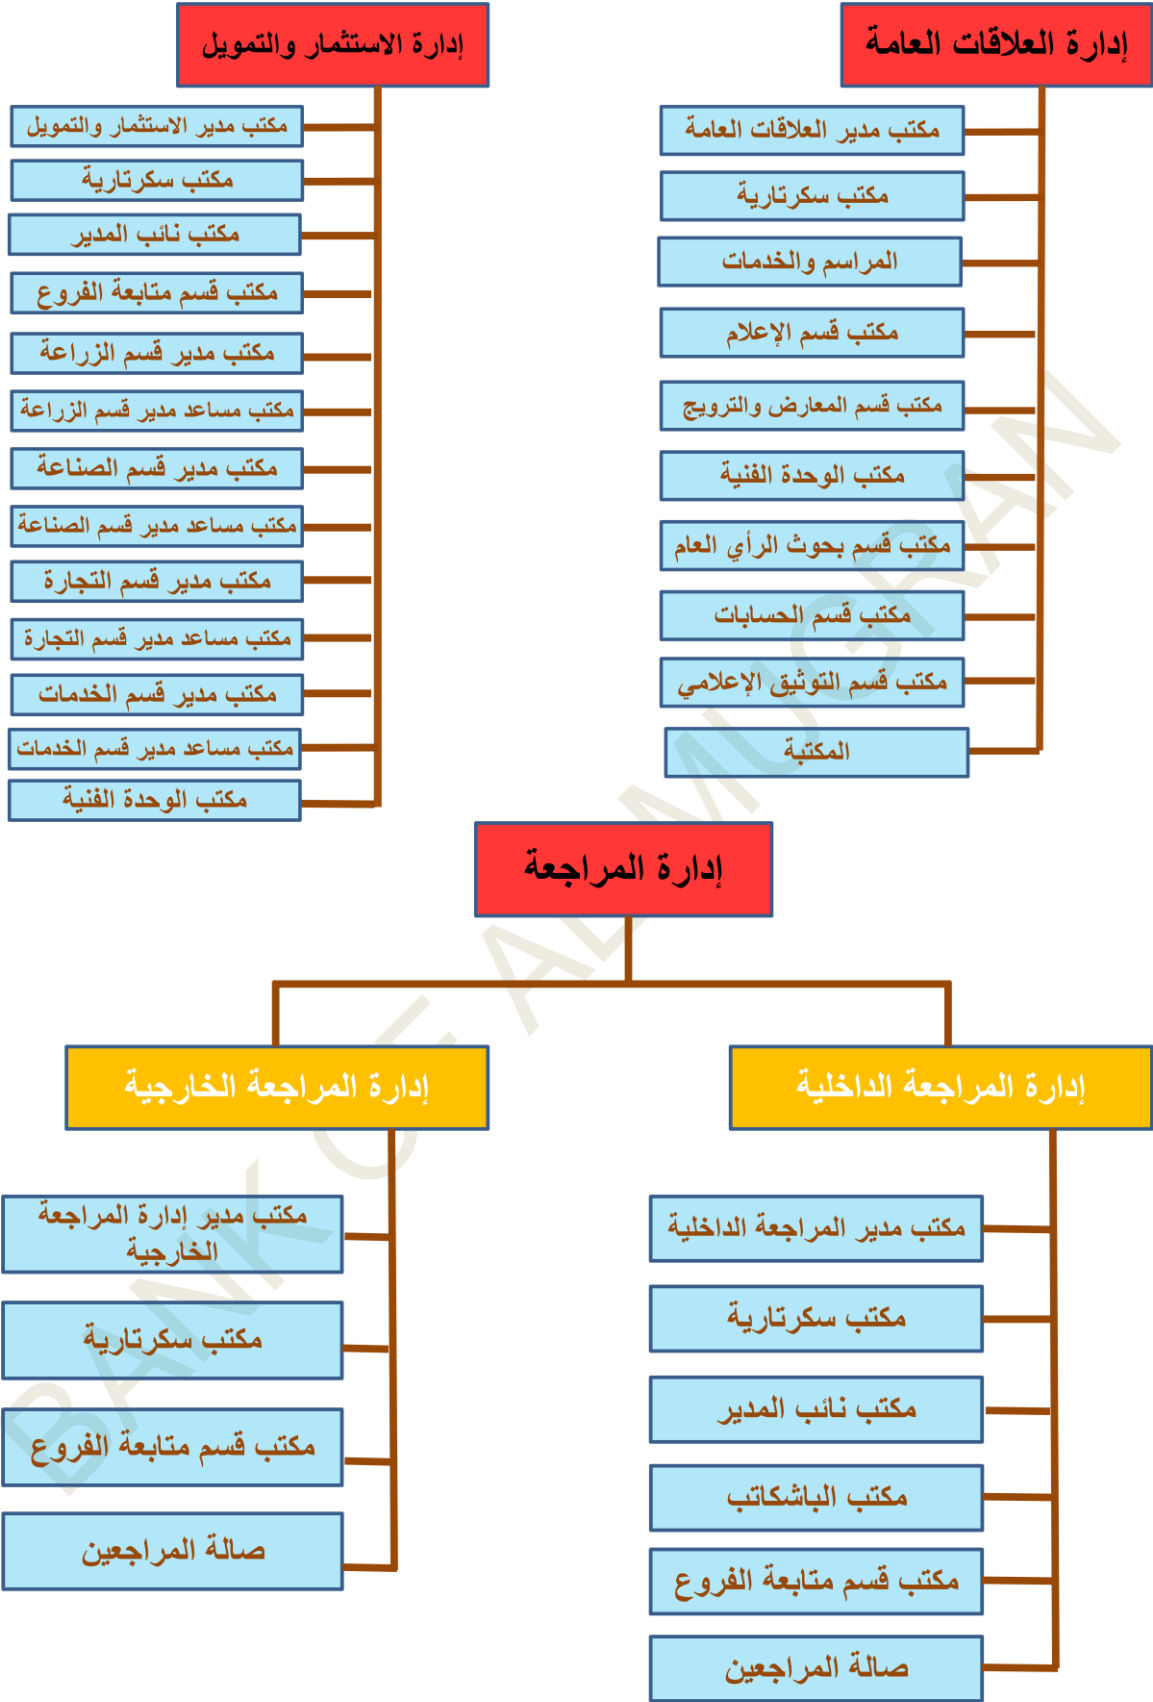 إدارة العلاقات العامة
مكتب مدير العلاقات العامة
مكتب سكرتارية
المراسم والخدمات
مكتب قسم الإعلام
مكتب قسم المعارض والترويج
مكتب الوحدة الفنية
مكتب قسم بحوث الرأي العام
مكتب قسم الحسابات
مكتب قسم التوثيق الإعلامي
المكتبة
إدارة الاستثمار والتمويل
مكتب مدير الاستثمار والتمويل
مكتب سكرتارية
مكتب نائب المدير
مكتب قسم متابعة الفروع
مكتب مدير قسم الزراعة
مكتب مساعد مدير قسم الزراعة
مكتب مدير قسم الصناعة
مكتب مساعد مدير قسم الصناعة
مكتب مدير قسم التجارة
مكتب مساعد مدير قسم التجارة
مكتب مدير قسم الخدمات
مكتب مساعد مدير قسم الخدمات
مكتب الوحدة الفنية
إدارة المراجعة
إدارة المراجعة الداخلية
مكتب مدير المراجعة الداخلية
مكتب سكرتارية
مكتب نائب المدير
مكتب الباشكاتب
مكتب قسم متابعة الفروع
صالة المراجعين
إدارة المراجعة الخارجية
مكتب مدير إدارة المراجعة
الخارجية
مكتب سكرتارية
مكتب قسم متابعة الفروع
صالة المراجعين
BANK OF ALMUGRAN